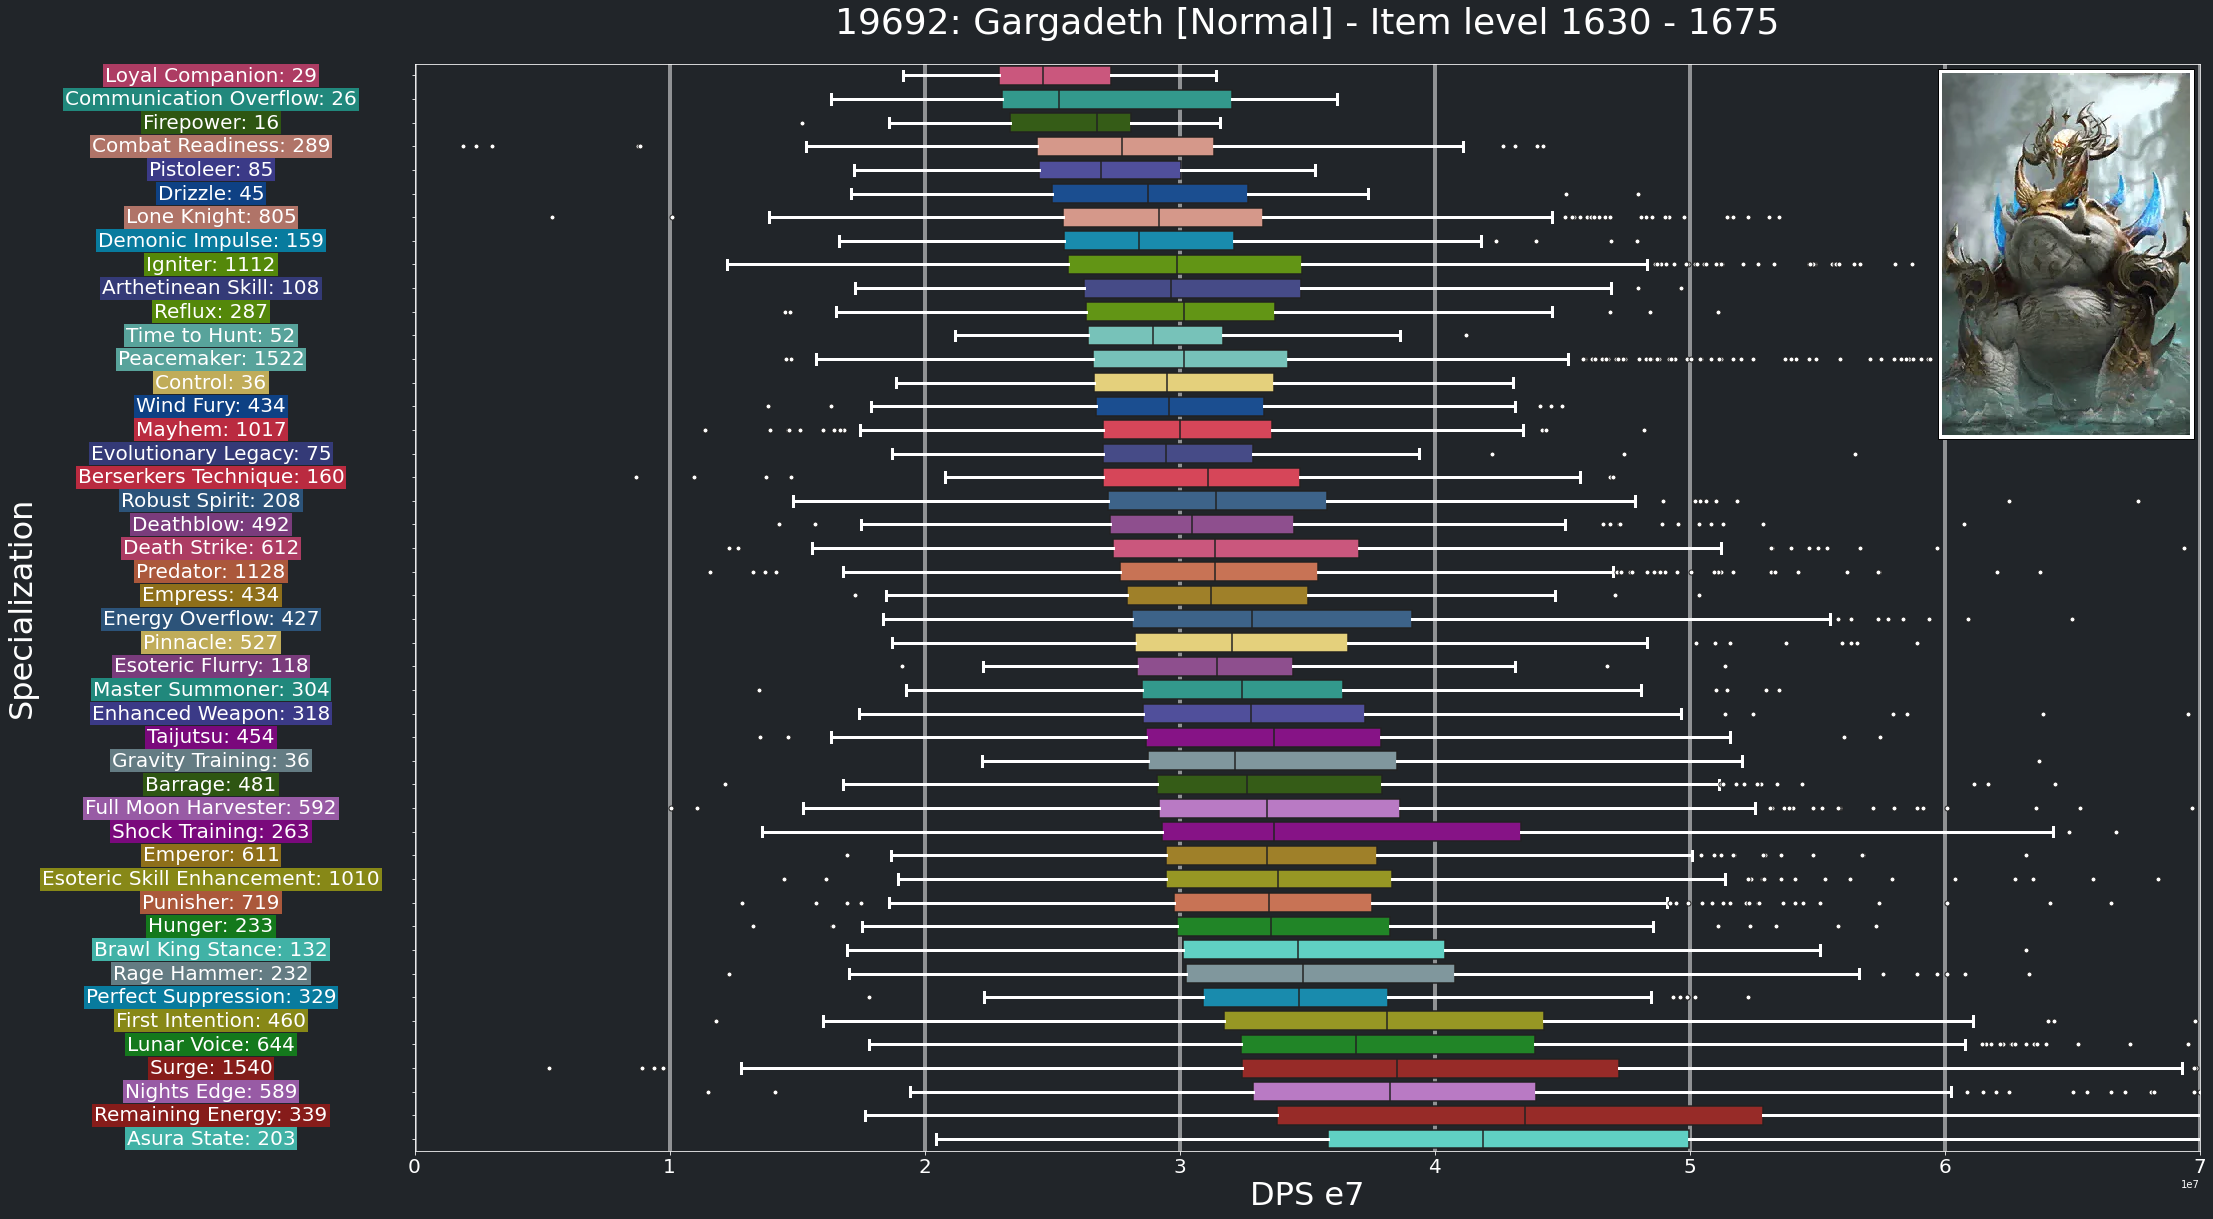 19692: Gargadeth [Normal] - Item level 1630 - 1675
Loyal Companion: 29
Communication Overflow: 26
Firepower: 16
Combat Readiness: 289
Pistoleer: 85
Drizzle: 45
Lone Knight: 805
Demonic Impulse: 159
Igniter: 1112
Arthetinean Skill: 108
Reflux: 287
Time to Hunt: 52
Peacemaker: 1522
Control: 36
Wind Fury: 434
Mayhem: 1017
Evolutionary Legacy: 75
Berserkers Technique: 160
Robust Spirit: 208
Deathblow: 492
Death Strike: 612
Predator: 1128
Empress: 434
Energy Overflow: 427
Pinnacle: 527
Esoteric Flurry: 118
Master Summoner: 304
Enhanced Weapon: 318
Taijutsu: 454
Gravity Training: 36
Barrage: 481
Full Moon Harvester: 592
Shock Training: 263
Emperor: 611
Esoteric Skill Enhancement: 1010
Punisher: 719
Hunger: 233
Brawl King Stance: 132
Rage Hammer: 232
Perfect Suppression: 329
First Intention: 460
Lunar Voice: 644
Surge: 1540
Nights Edge: 589
Remaining Energy: 339
Asura State: 203
Specialization
0 1 2 3 4 5 6 7
1e7
DPS e7